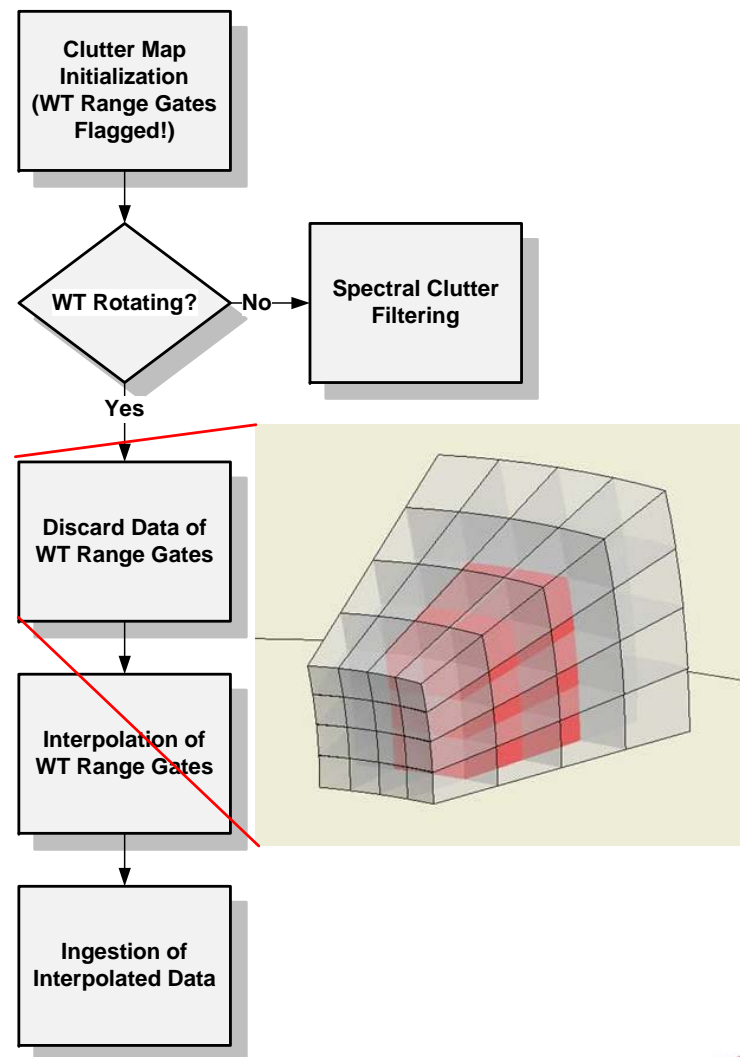 Clutter Map
Initialization
(WT Range Gates
Flagged!)
WT Rotating?
No
Spectral Clutter
Filtering
Yes
Discard Data of
WT Range Gates
Interpolation of
WT Range Gates
Ingestion of
Interpolated Data